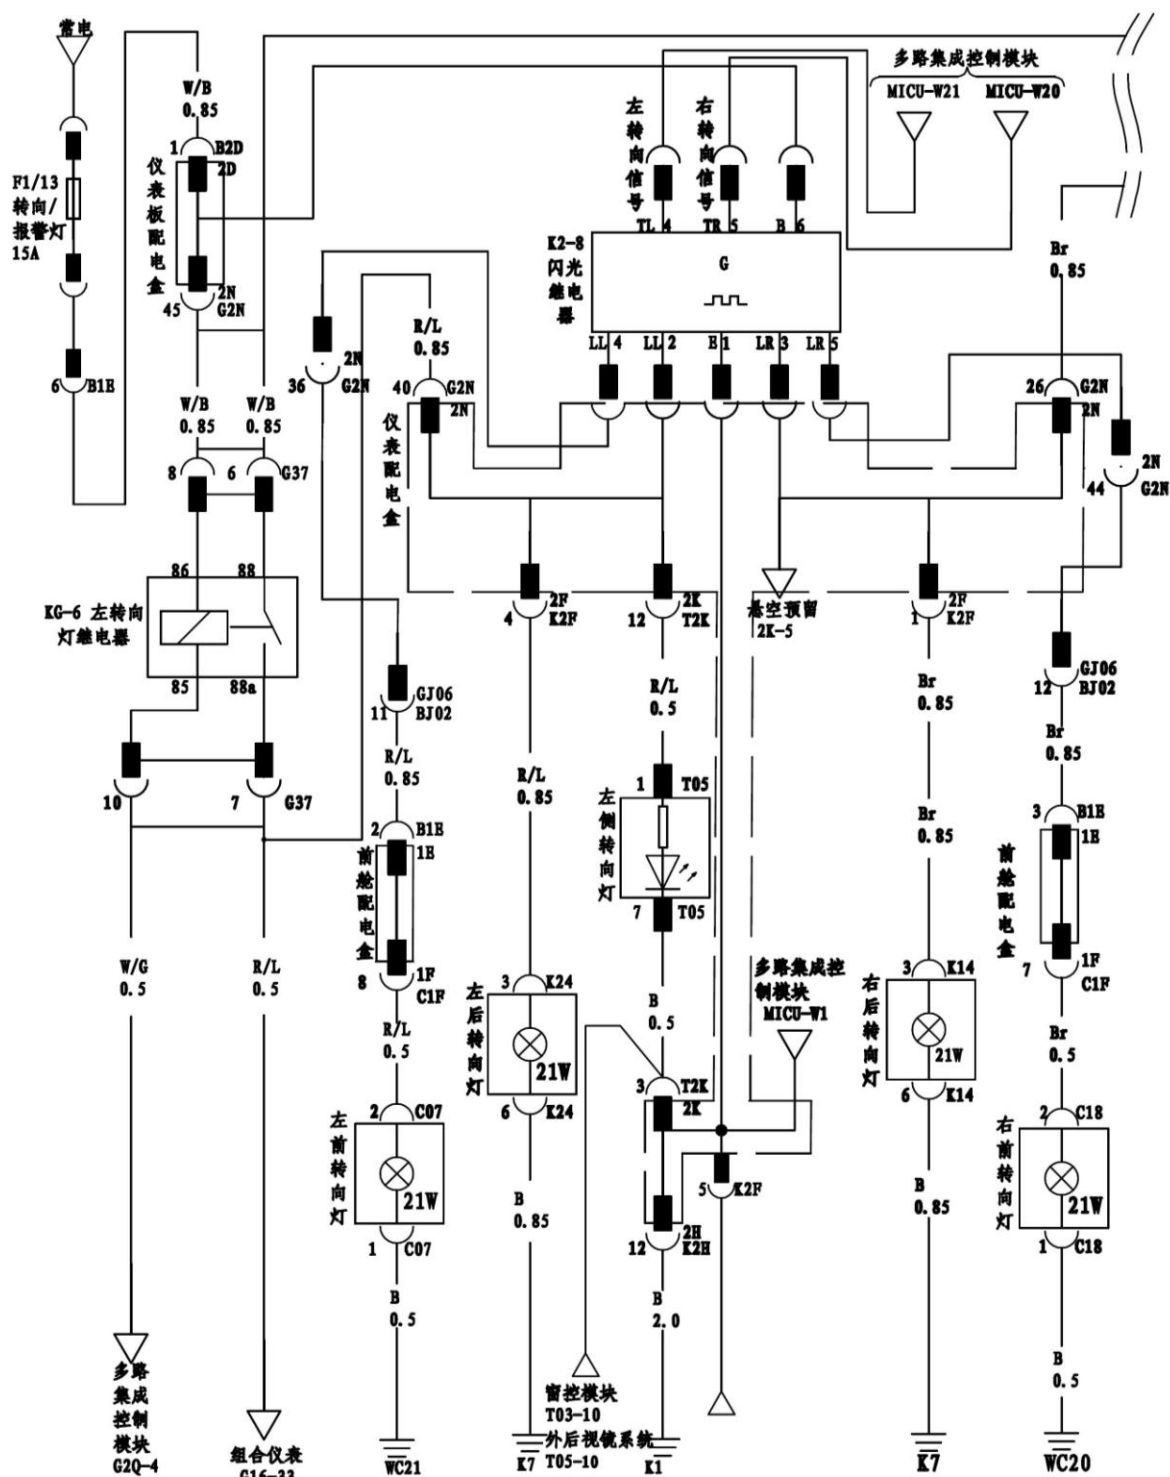 常电
多路集成控制模块
MICU-W21
MICU-W20
W/B
0.85
左转向信号
右转向信号
1
B2D
2D
仪表板配电盒
F1/13
转向/
报警灯
15A
TL 4
TR 5
B 6
K2-8
闪光
继电
器
G
Br
0.85
45
2N
G2N
R/L
0.85
LL 4
LL 2
E 1
LR 3
LR 5
6
B1E
36
2N
G2N
40
G2N
2N
26
G2N
2N
W/B
0.85
W/B
0.85
仪表配电盒
8
6
G37
44
2N
G2N
86
88
KG-6 左转向
灯继电器
85
88a
4
2F
K2F
12
2K
T2K
悬空预留
2K-5
1
2F
K2F
R/L
0.5
Br
0.85
12
GJ06
BJ02
11
GJ06
BJ02
Br
0.85
R/L
0.85
R/L
0.85
10
7
G37
1
T05
左侧转向灯
7
T05
Br
0.85
3
B1E
1E
前舱配电盒
7
1F
C1F
2
B1E
1E
前舱配电盒
8
1F
C1F
W/G
0.5
R/L
0.5
多路集成控
制模块
MICU-W1
3
K14
右后转向灯
21W
6
K14
3
K24
左后转向灯
21W
6
K24
B
0.5
R/L
0.5
Br
0.5
3
T2K
2K
2
C07
左前转向灯
21W
1
C07
2
C18
右前转向灯
21W
1
C18
5
K2F
B
0.85
B
0.85
12
2H
K2H
B
0.5
B
2.0
B
0.5
多路
集成
控制
模块
G2Q-4
组合仪表
G16-33
WC21
K7
窗控模块
T03-10
外后视镜系统
T05-10
K1
K7
WC20